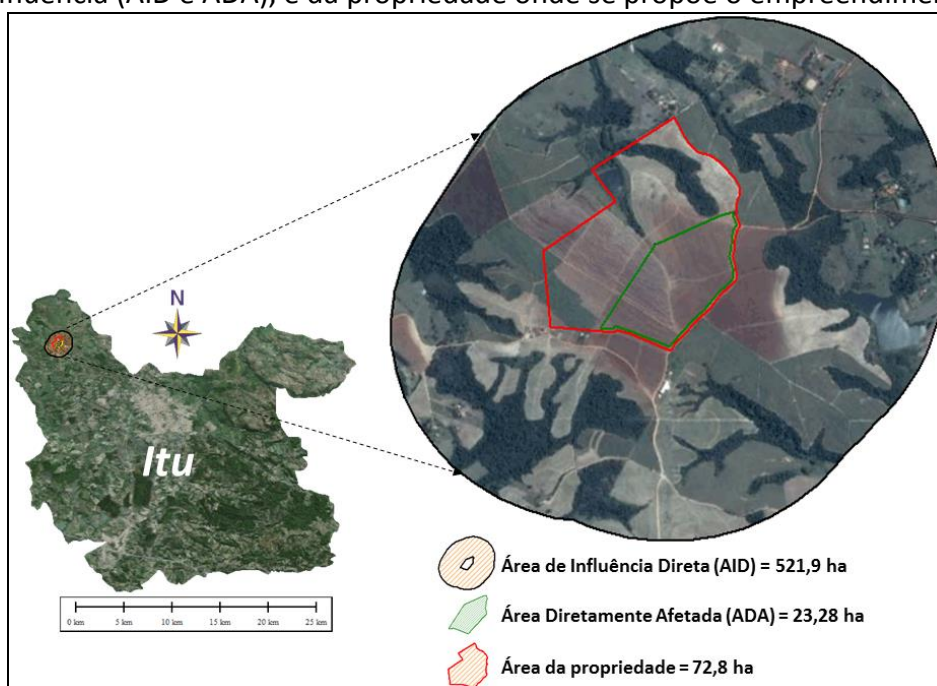 nfluência (AID e ADA), e da propriedade onde se propõe o
N
Itu
0 km 5 km 10 km 15 km 20 km 25 km
Área de Influência Direta (AID) = 521,9 ha
Área Diretamente Afetada (ADA) = 23,28 ha
Área da propriedade = 72,8 ha